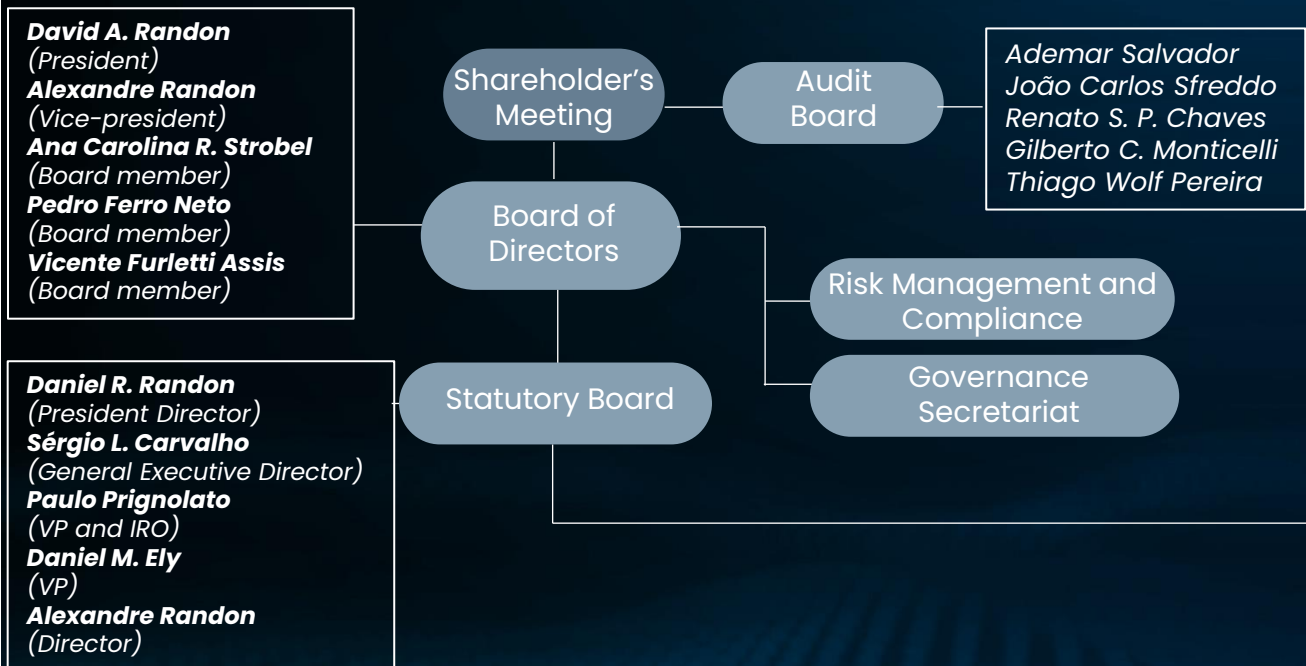 David A. Randon
(President)
Alexandre Randon
(Vice-president)
Ana Carolina R. Strobel
(Board member)
Pedro Ferro Neto
(Board member)
Vicente Furletti Assis
(Board member)
Shareholder's
Meeting
Audit
Board
Ademar Salvador
João Carlos Sfreddo
Renato S. P. Chaves
Gilberto C. Monticelli
Thiago Wolf Pereira
Board of
Directors
Risk Management and
Compliance
Governance
Secretariat
Statutory Board
Daniel R. Randon
(President Director)
Sérgio L. Carvalho
(General Executive Director)
Paulo Prignolato
(VP and IRO)
Daniel M. Ely
(VP)
Alexandre Randon
(Director)